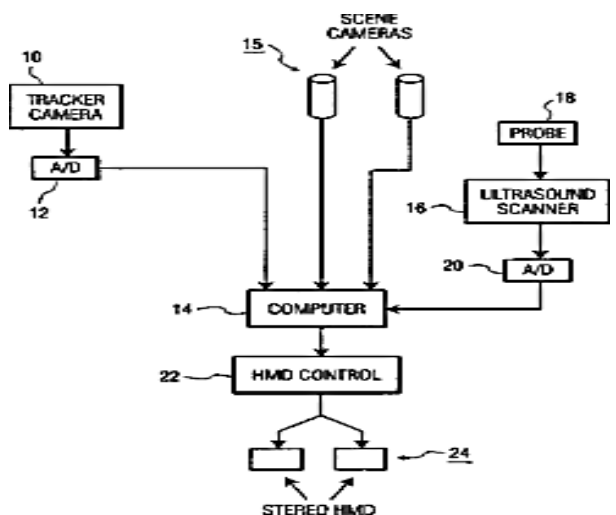 SCENE
CAMERAS
15
10
TRACKER
CAMERA
A/D
12
18
PROBE
ULTRASOUND
SCANNER
16
20
A/D
14
COMPUTER
22
HMD CONTROL
24
STEREO HMD